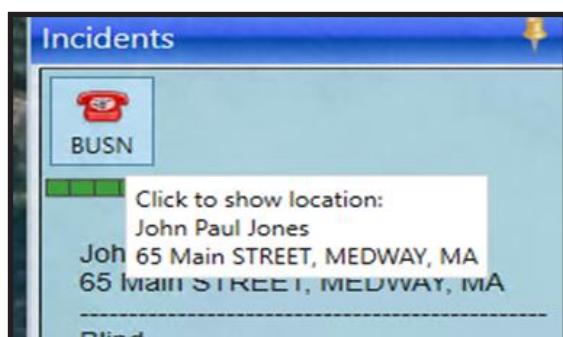 Incidents
BUSN
Click to show location:
John Paul Jones
65 Main STREET, MEDWAY, MA
Joh
65 Main STREET, MEDWAY, MA
--------------------------------------------------
Blind